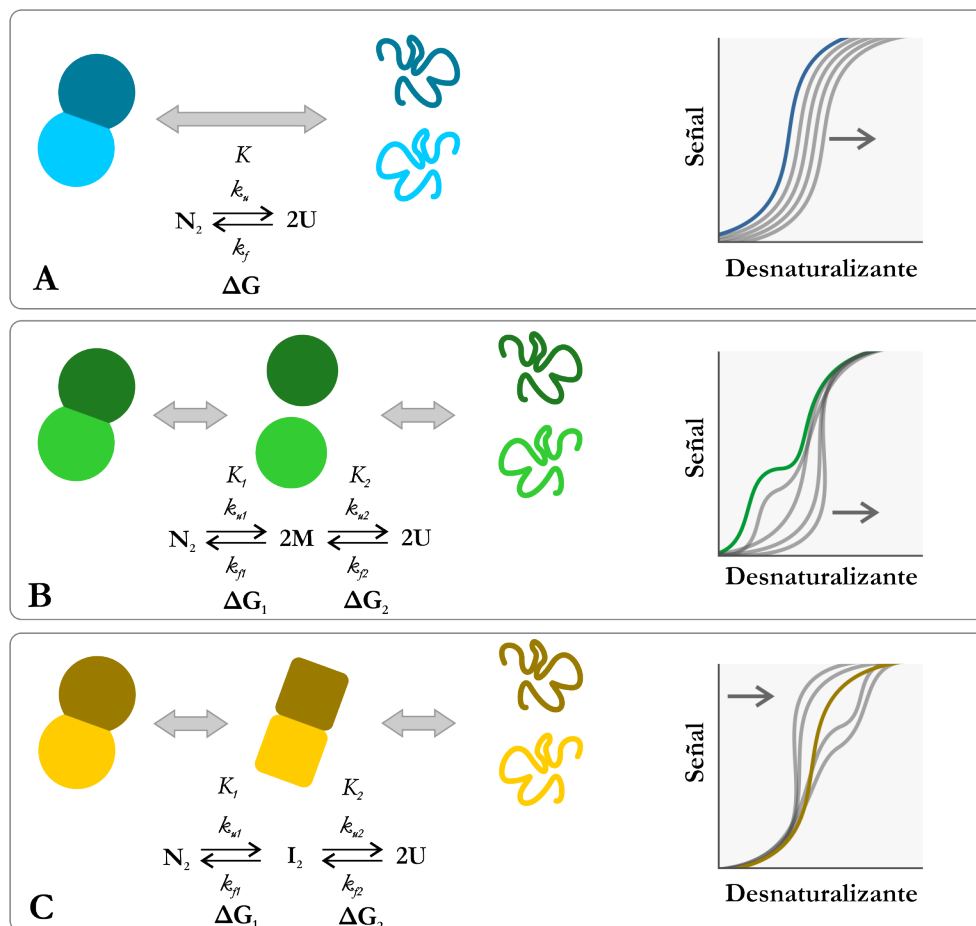 K
k_u
N₂ 2U
k_f
ΔG
A
Señal
Desnaturalizante
K₁ K₂
k_u1 k_u2
N₂ 2M 2U
k_f1 k_f2
ΔG₁ ΔG₂
B
Señal
Desnaturalizante
K₁ K₂
k_u1 k_u2
N₂ I₂ 2U
k_f1 k_f2
ΔG₁ ΔG₂
C
Señal
Desnaturalizante